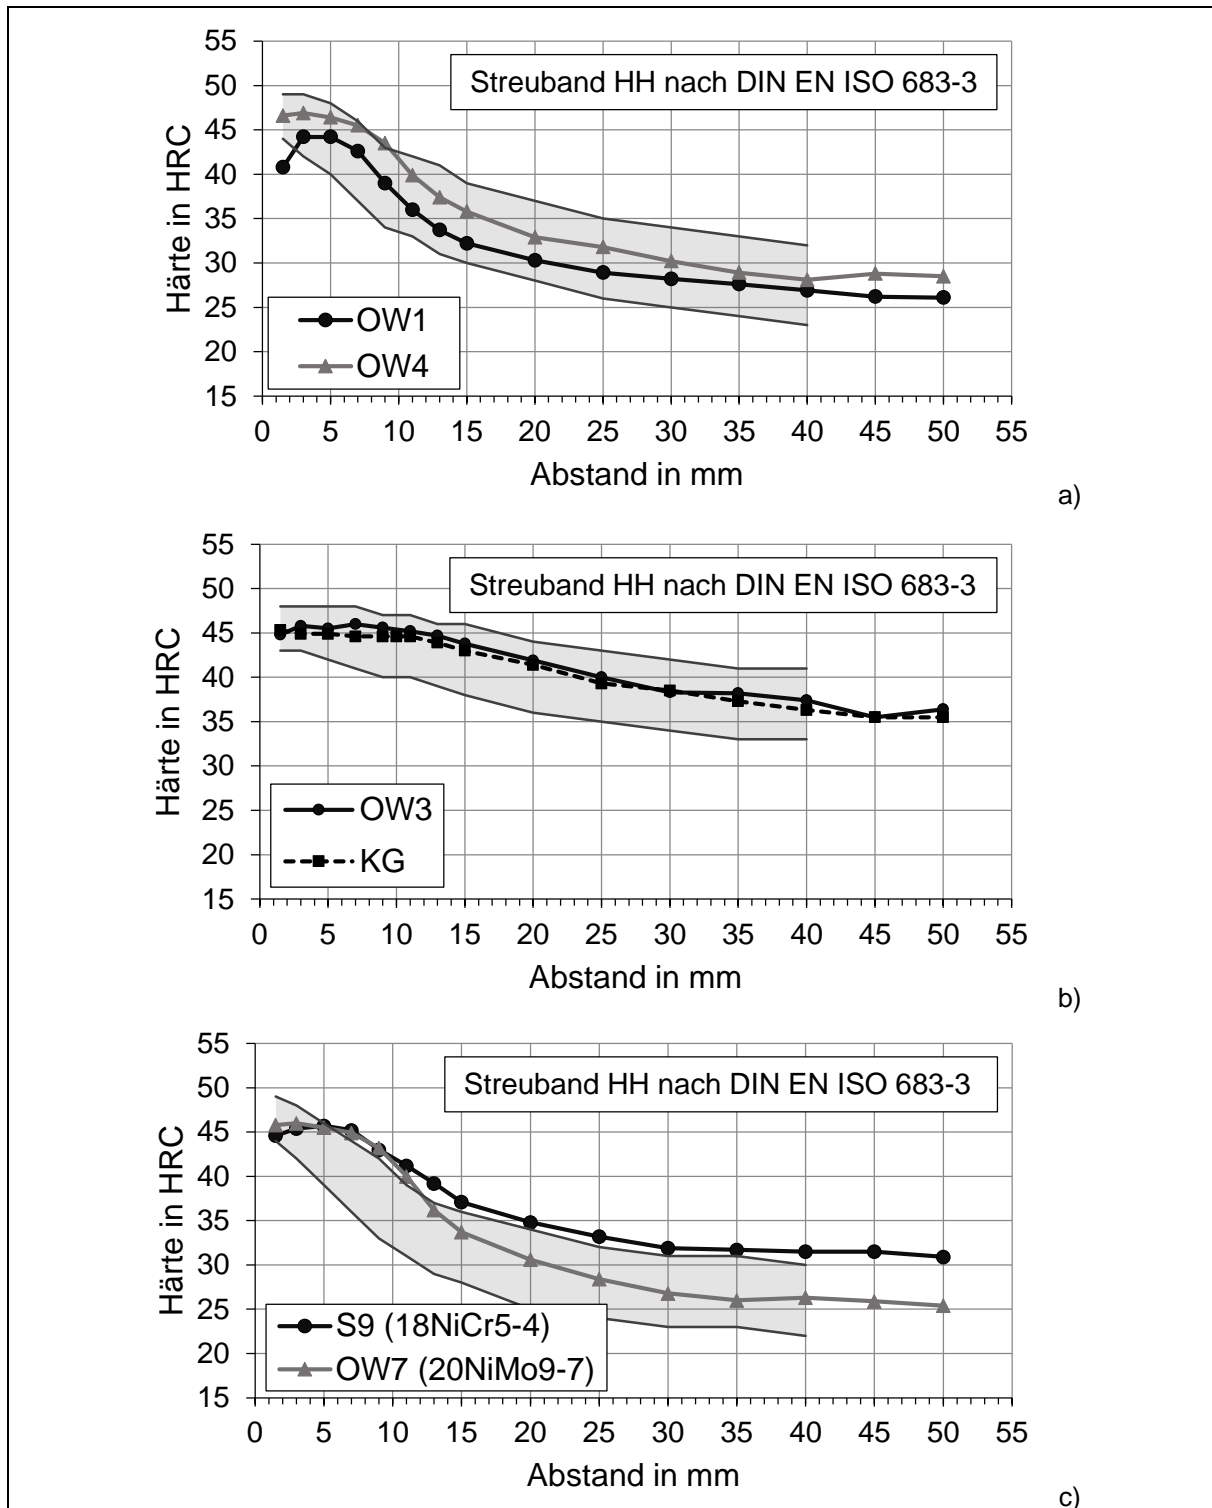 55
50
45
40
35
30
25
20
15
Härte in HRC
Streuband HH nach DIN EN ISO 683-3
OW1
OW4
0 5 10 15 20 25 30 35 40 45 50 55
Abstand in mm
a)
55
50
45
40
35
30
25
20
15
Härte in HRC
Streuband HH nach DIN EN ISO 683-3
OW3
KG
0 5 10 15 20 25 30 35 40 45 50 55
Abstand in mm
b)
55
50
45
40
35
30
25
20
15
Härte in HRC
Streuband HH nach DIN EN ISO 683-3
S9 (18NiCr5-4)
OW7 (20NiMo9-7)
0 5 10 15 20 25 30 35 40 45 50 55
Abstand in mm
c)